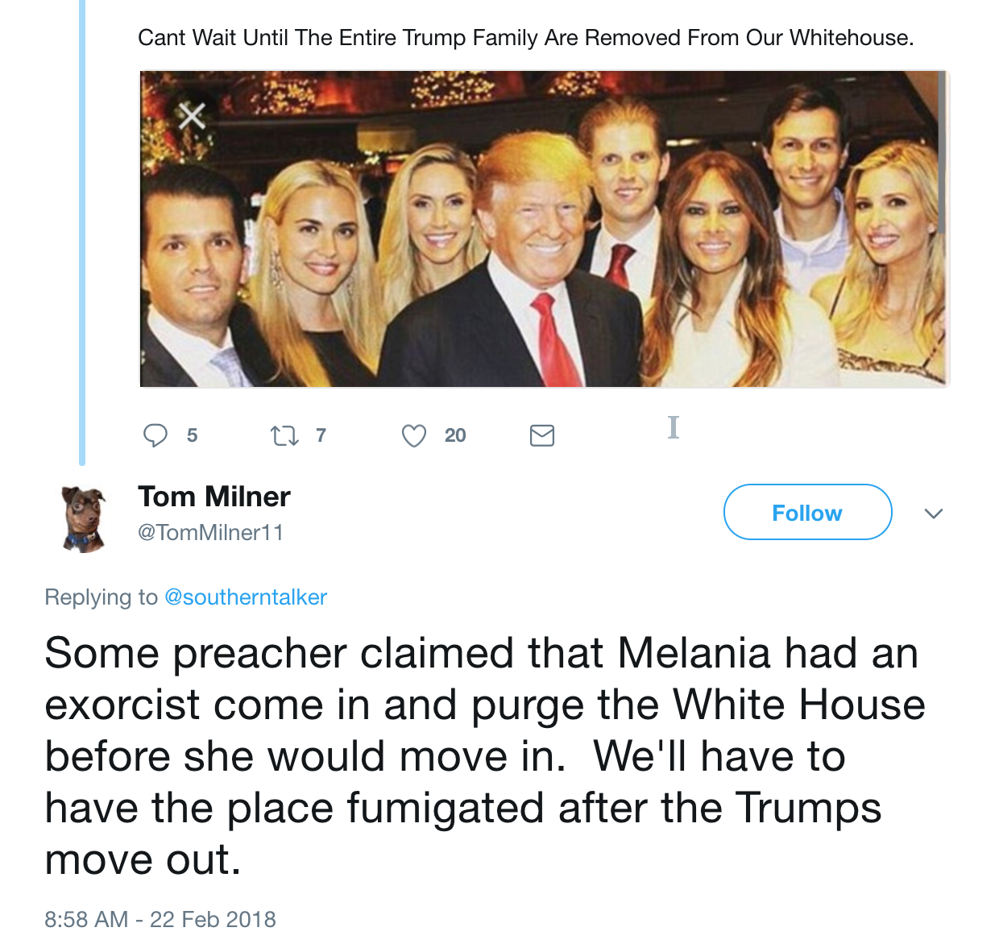 Cant Wait Until The Entire Trump Family Are Removed From Our Whitehouse.
5 7 20
Tom Milner
@TomMilner11
Follow
Replying to @southerntalker
Some preacher claimed that Melania had an
exorcist come in and purge the White House
before she would move in.  We'll have to
have the place fumigated after the Trumps
move out.
8:58 AM - 22 Feb 2018